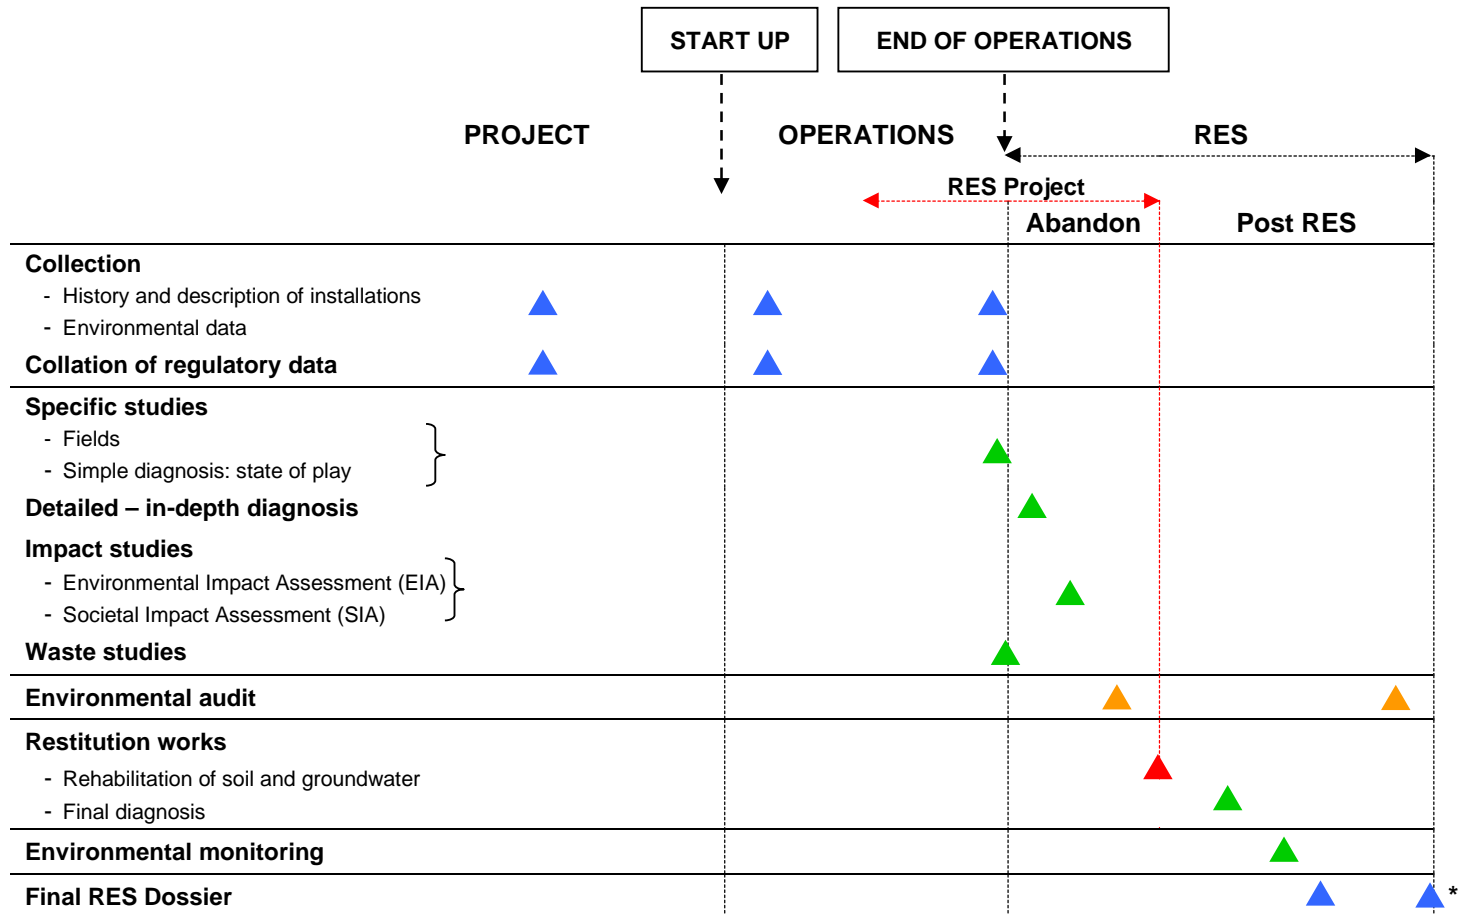 START UP
END OF OPERATIONS
PROJECT
OPERATIONS
RES
RES Project
Abandon
Post RES
Collection
- History and description of installations
- Environmental data
Collation of regulatory data
Specific studies
- Fields
- Simple diagnosis: state of play
Detailed – in-depth diagnosis
Impact studies
- Environmental Impact Assessment (EIA)
- Societal Impact Assessment (SIA)
Waste studies
Environmental audit
Restitution works
- Rehabilitation of soil and groundwater
- Final diagnosis
Environmental monitoring
Final RES Dossier
*